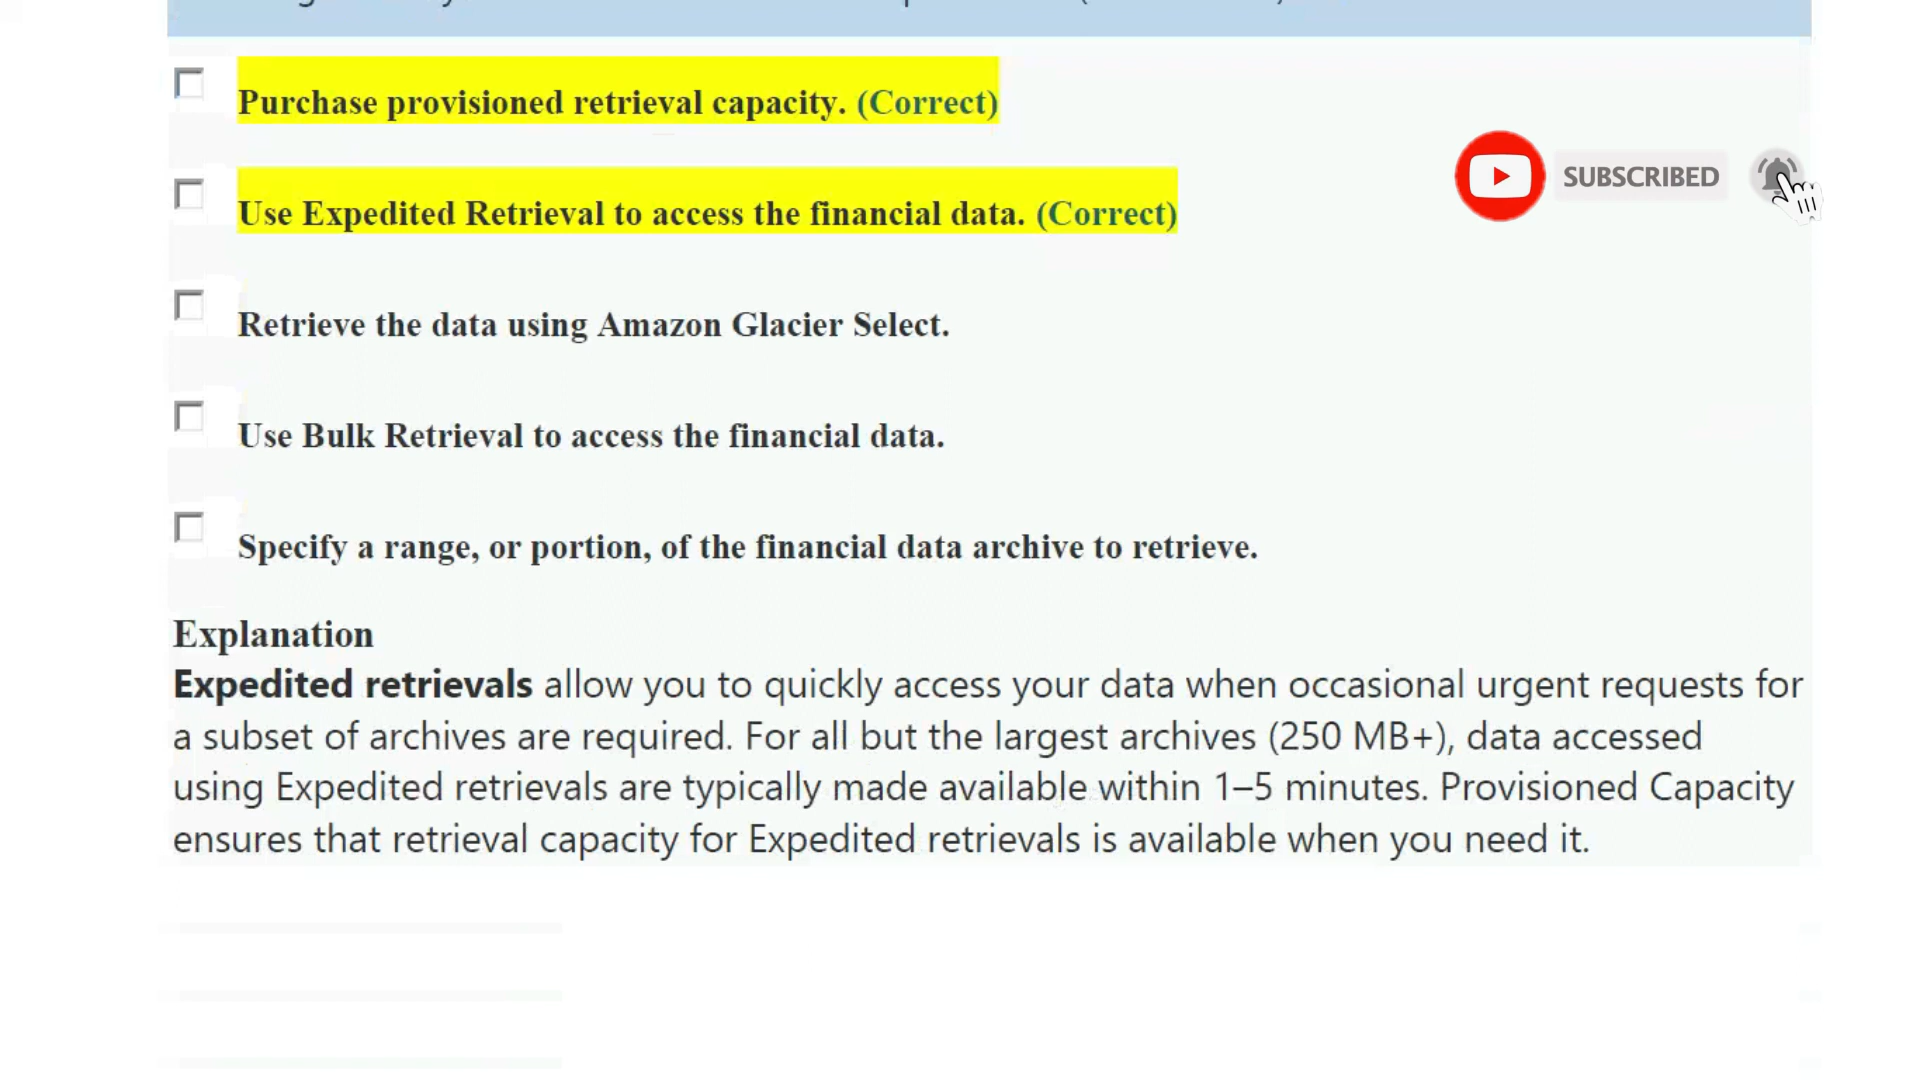 Purchase provisioned retrieval capacity. (Correct)
SUBSCRIBED
Use Expedited Retrieval to access the financial data. (Correct)
Retrieve the data using Amazon Glacier Select.
Use Bulk Retrieval to access the financial data.
Specify a range, or portion, of the financial data archive to retrieve.
Explanation
Expedited retrievals allow you to quickly access your data when occasional urgent requests for
a subset of archives are required. For all but the largest archives (250 MB+), data accessed
using Expedited retrievals are typically made available within 1–5 minutes. Provisioned Capacity
ensures that retrieval capacity for Expedited retrievals is available when you need it.